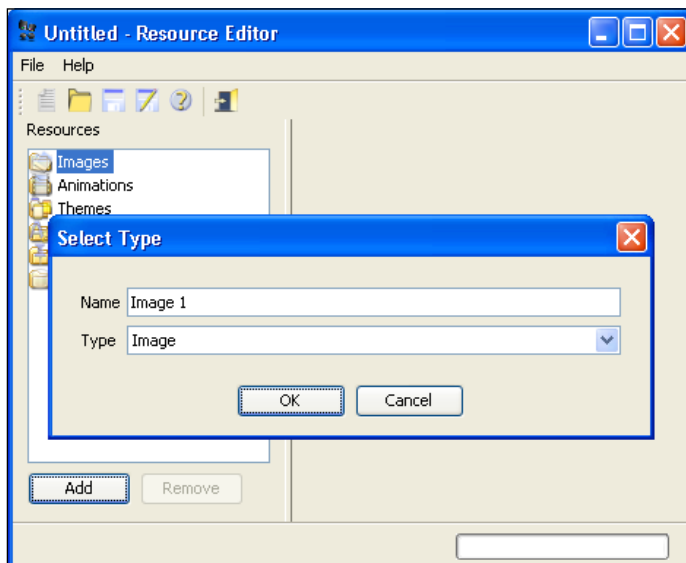 Untitled - Resource Editor
File Help
Resources
Images
Animations
Themes
Select Type
Name Image 1
Type Image
OK Cancel
Add Remove